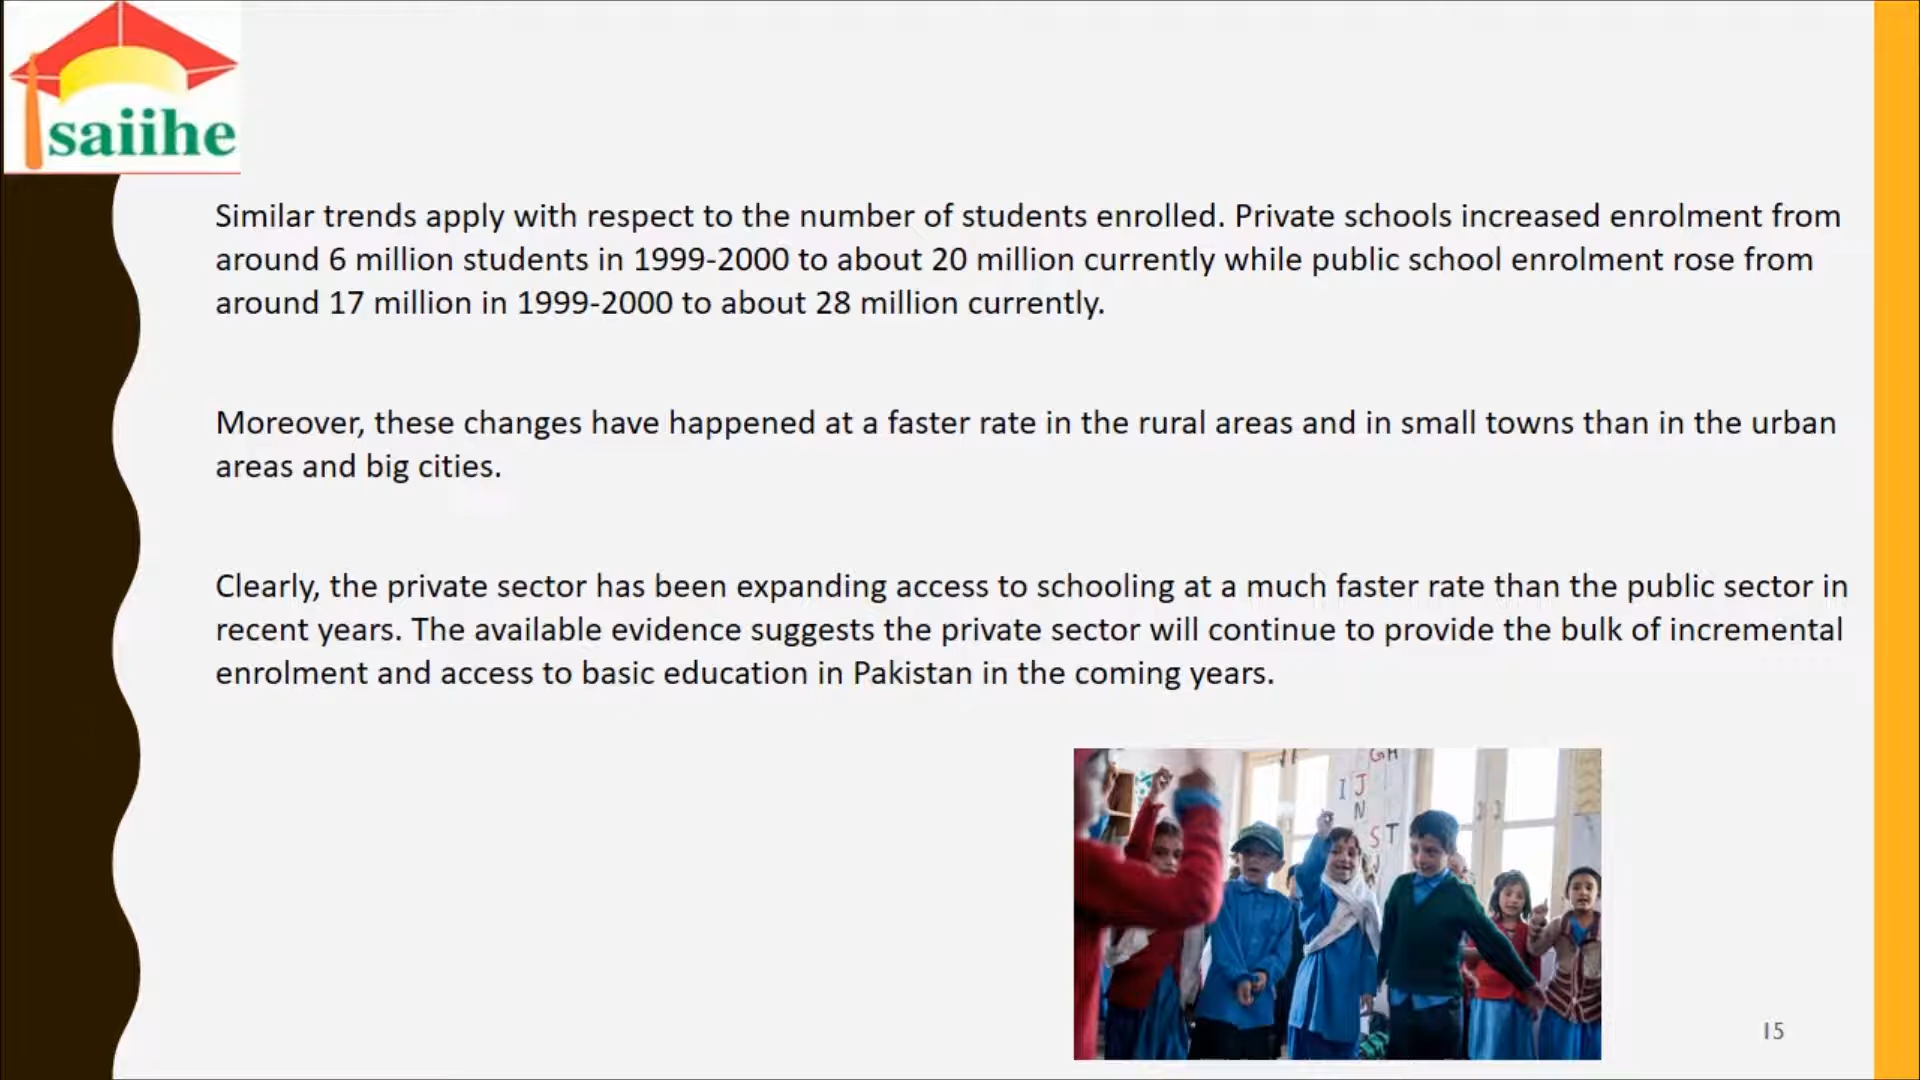 saiihe
Similar trends apply with respect to the number of students enrolled. Private schools increased enrolment from
around 6 million students in 1999-2000 to about 20 million currently while public school enrolment rose from
around 17 million in 1999-2000 to about 28 million currently.
Moreover, these changes have happened at a faster rate in the rural areas and in small towns than in the urban
areas and big cities.
Clearly, the private sector has been expanding access to schooling at a much faster rate than the public sector in
recent years. The available evidence suggests the private sector will continue to provide the bulk of incremental
enrolment and access to basic education in Pakistan in the coming years.
G H
I J
N
S T
15